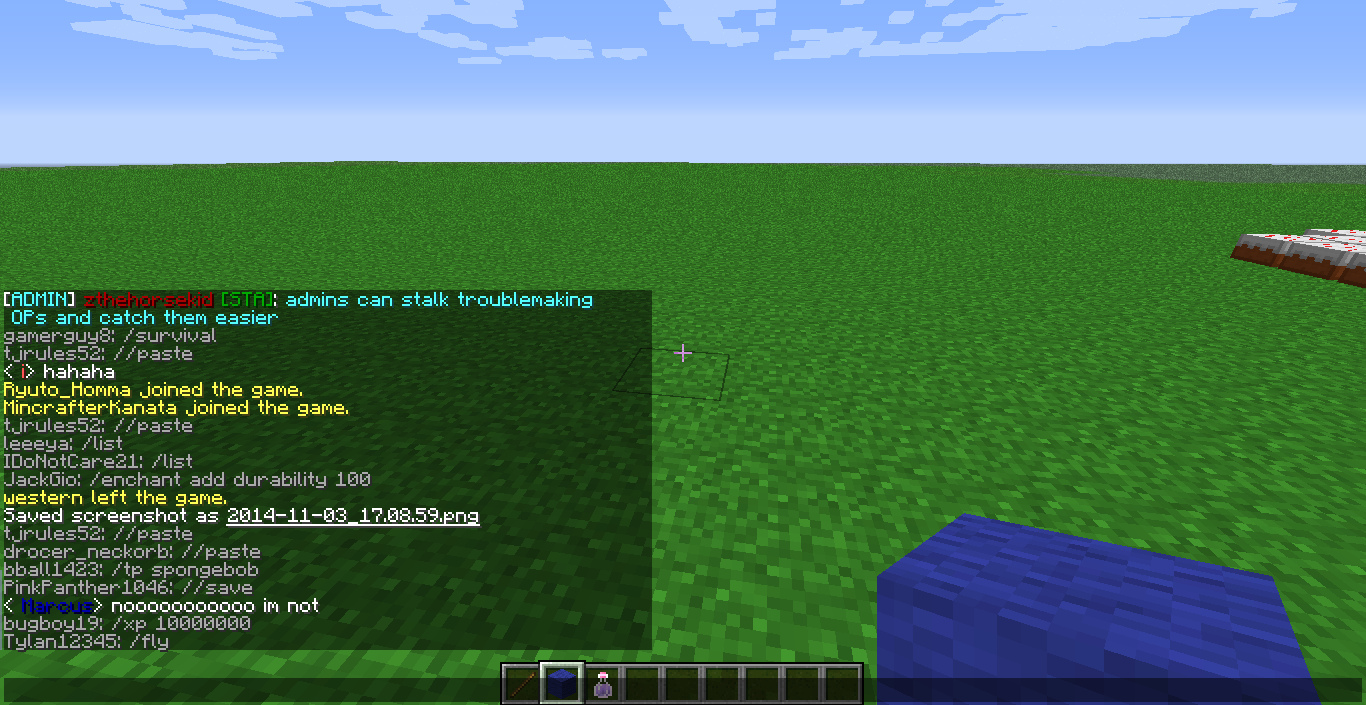 [ADMIN] zthehorsekid [STA]: admins can stalk troublemaking
OPs and catch them easier
gamerguy8: /survival
tjrules52: //paste
< i> hahaha
Ryuto_Homma joined the game.
MincrafterKanata joined the game.
tjrules52: //paste
leeeya: /list
IDoNotCare21: /list
JackGio: /enchant add durability 100
western left the game.
Saved screenshot as 2014-11-03_17.08.59.png
tjrules52: //paste
drocer_neckorb: //paste
bball1423: /tp spongebob
PinkPanther1046: //save
< Marcus> noooooooooooo im not
bugboy19: /xp 10000000
Tylan12345: /fly